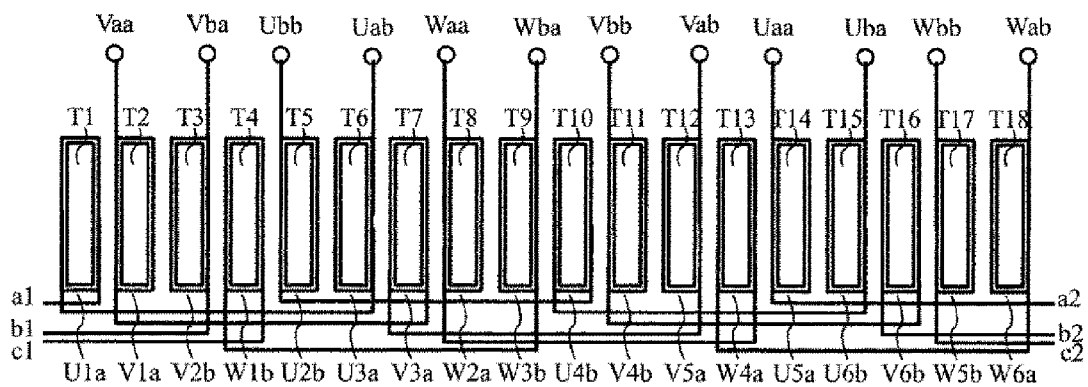 Vaa Vba Ubb Uab Waa Wba Vbb Vab Uaa Uba Wbb Wab
T1 T2 T3 T4 T5 T6 T7 T8 T9 T10 T11 T12 T13 T14 T15 T16 T17 T18
a1 a2
b1 b2
c1 c2
U1a V1a V2b W1b U2b U3a V3a W2a W3b U4b V4b V5a W4a U5a U6b V6b W5b W6a